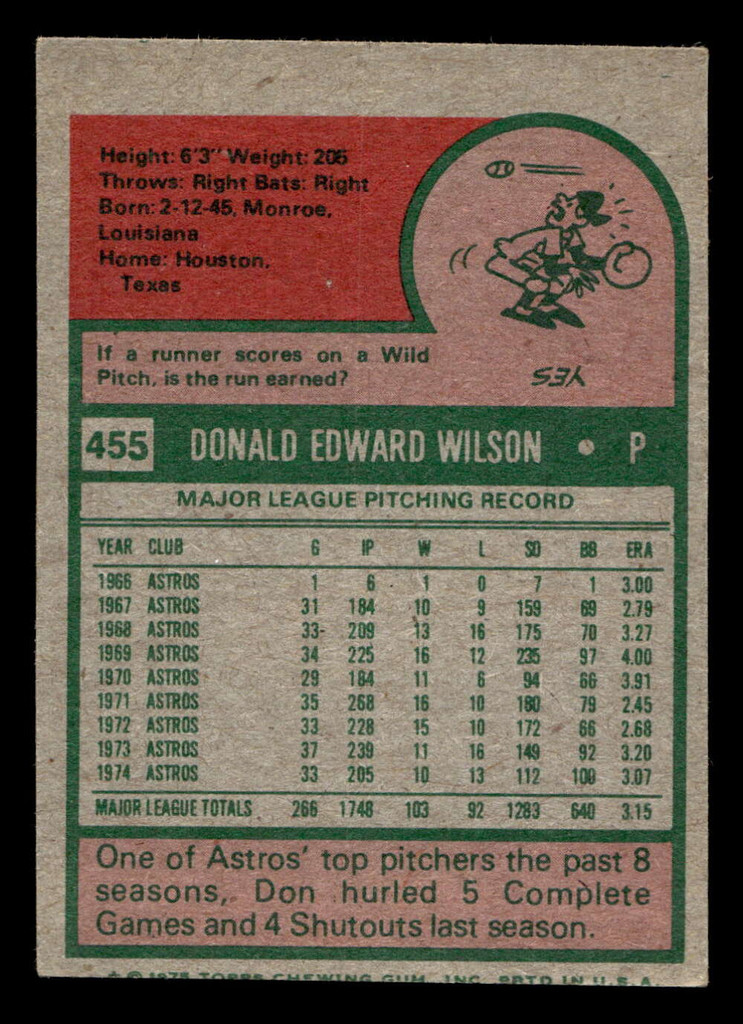 Height: 6'3" Weight: 205
Throws: Right Bats: Right
Born: 2-12-45, Monroe,
Louisiana
Home: Houston,
Texas
If a runner scores on a Wild
Pitch, is the run earned?
YES
455 DONALD EDWARD WILSON • P
MAJOR LEAGUE PITCHING RECORD
YEAR CLUB G IP W L SO BB ERA
1966 ASTROS 1 6 1 0 7 1 3.00
1967 ASTROS 31 184 10 9 159 69 2.79
1968 ASTROS 33 209 13 16 175 70 3.27
1969 ASTROS 34 225 16 12 235 97 4.00
1970 ASTROS 29 184 11 6 94 66 3.91
1971 ASTROS 35 268 16 10 180 79 2.45
1972 ASTROS 33 228 15 10 172 66 2.68
1973 ASTROS 37 239 11 16 149 92 3.20
1974 ASTROS 33 205 10 13 112 100 3.07
MAJOR LEAGUE TOTALS 266 1748 103 92 1283 640 3.15
One of Astros' top pitchers the past 8
seasons, Don hurled 5 Complete
Games and 4 Shutouts last season.
© 1975 TOPPS CHEWING GUM, INC. PRTD IN U.S.A.